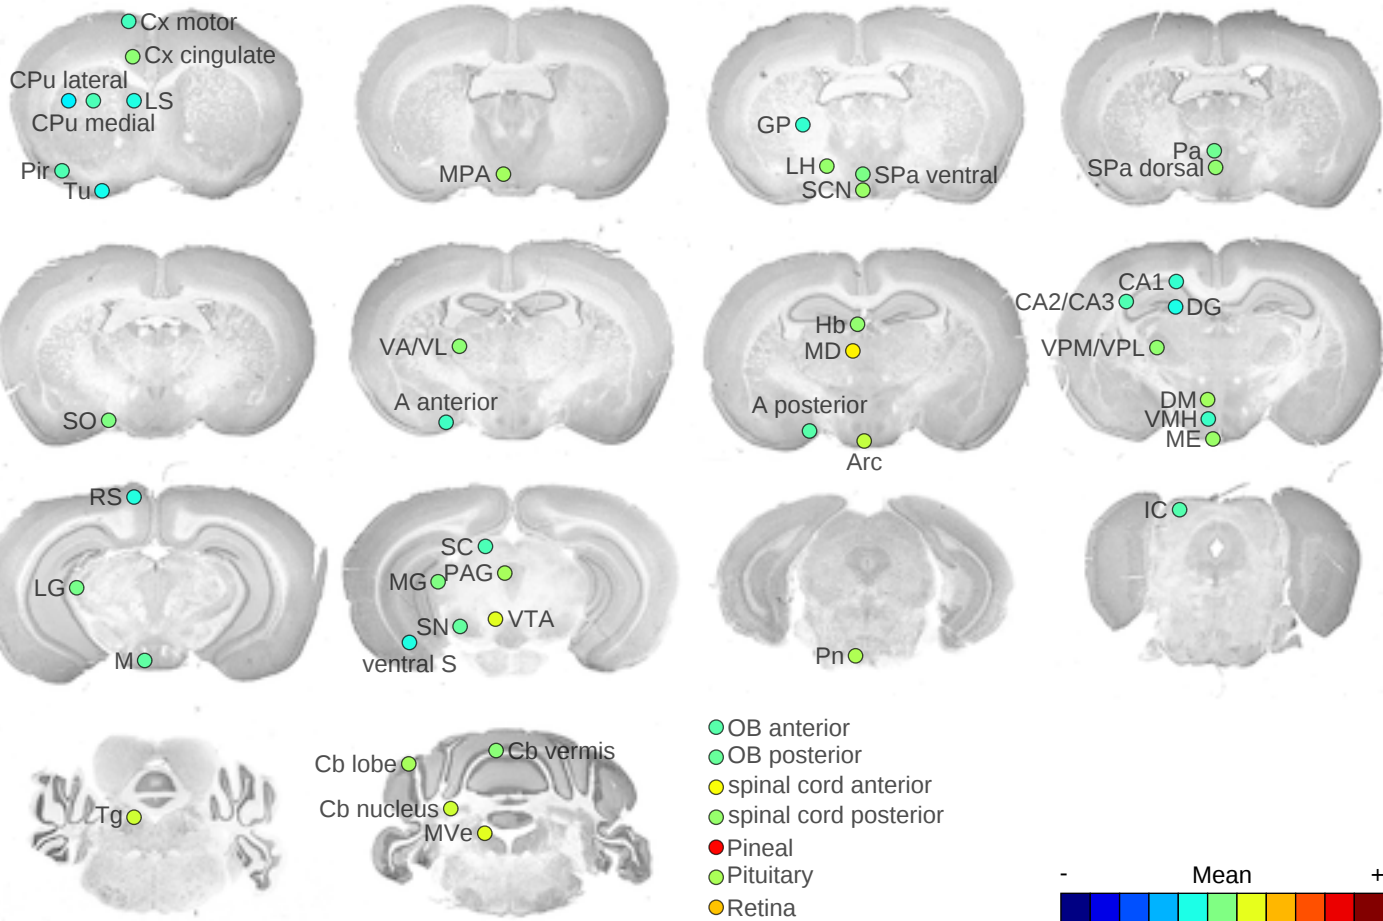 Cx motor
Cx cingulate
CPu lateral
LS
CPu medial
Pir
Tu
MPA
GP
LH
SPa ventral
SCN
Pa
SPa dorsal
SO
VA/VL
A anterior
Hb
MD
A posterior
Arc
CA1
CA2/CA3
DG
VPM/VPL
DM
VMH
ME
RS
LG
M
SC
MG
PAG
SN
VTA
ventral S
Pn
IC
Tg
Cb lobe
Cb vermis
Cb nucleus
MVe
OB anterior
OB posterior
spinal cord anterior
spinal cord posterior
Pineal
Pituitary
Retina
- Mean +